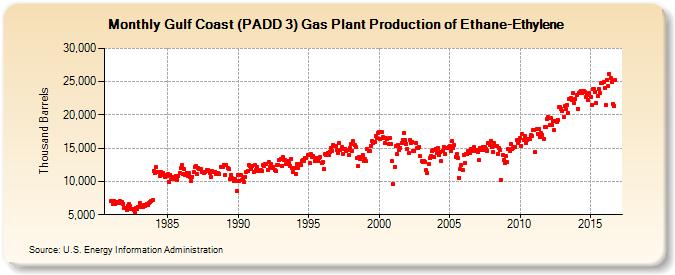 Monthly Gulf Coast (PADD 3) Gas Plant Production of Ethane-Ethylene
Thousand Barrels
30,000
25,000
20,000
15,000
10,000
5,000
1985 1990 1995 2000 2005 2010 2015
Source: U.S. Energy Information Administration